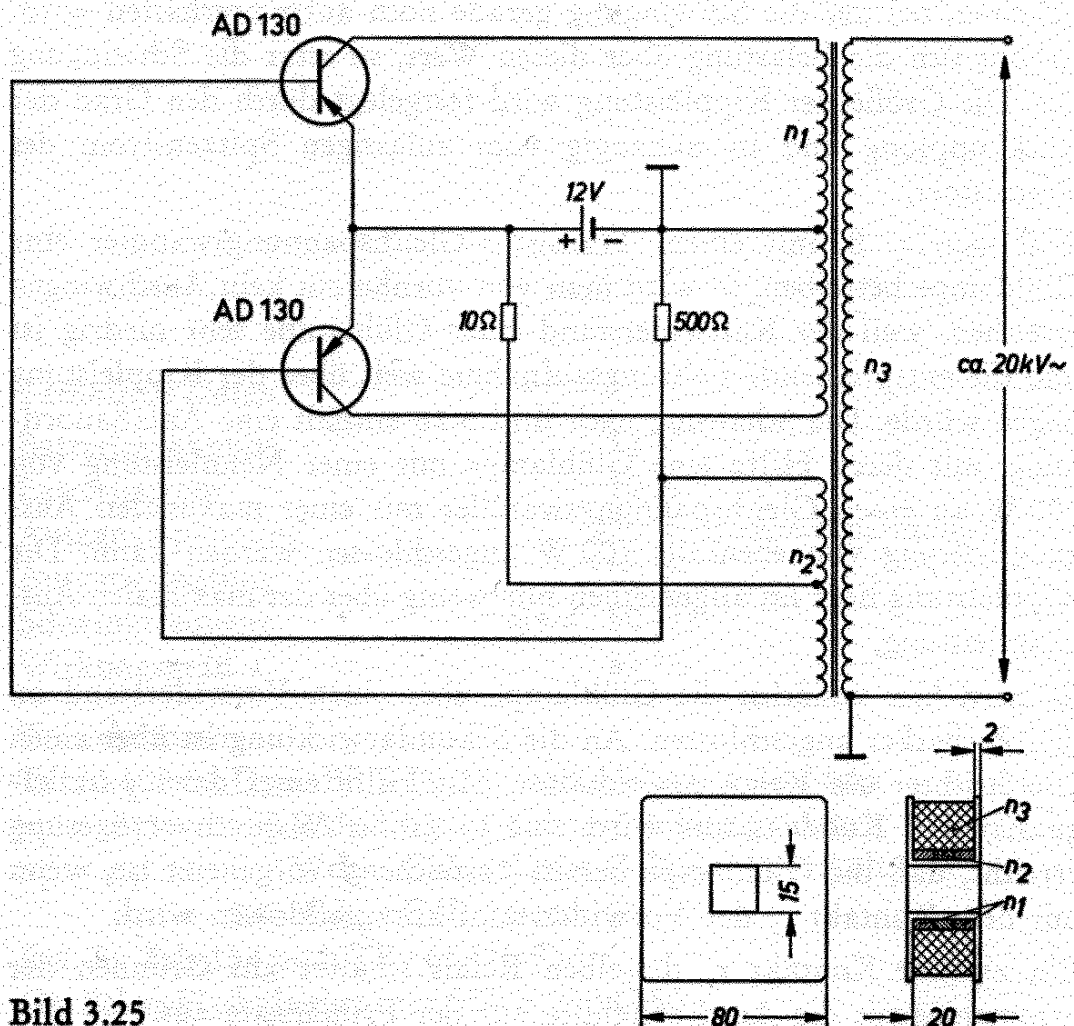 AD 130
n1
12V
+ −
AD 130
10Ω
500Ω
n3
ca. 20kV~
n2
2
n3
n2
n1
15
80
20
Bild 3.25